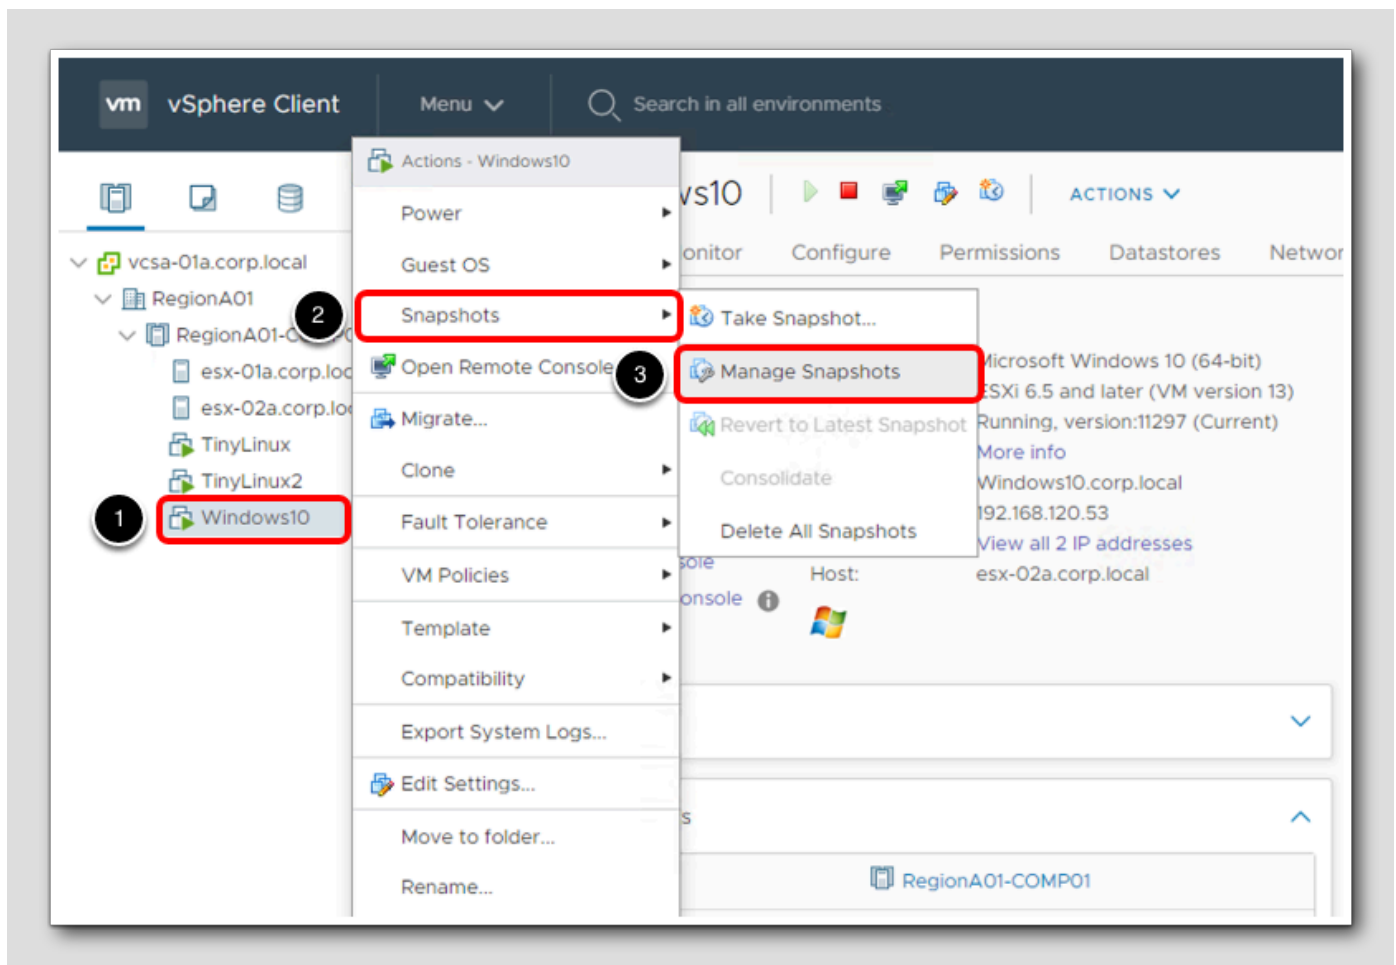 vm vSphere Client Menu Search in all environments
Actions - Windows10
Power
Guest OS
Snapshots
Open Remote Console
Migrate...
Clone
Fault Tolerance
VM Policies
Template
Compatibility
Export System Logs...
Edit Settings...
Move to folder...
Rename...
vcsa-01a.corp.local
RegionA01
RegionA01-CO
esx-01a.corp.loc
esx-02a.corp.lo
TinyLinux
TinyLinux2
1 Windows10
2
3
Take Snapshot...
Manage Snapshots
Revert to Latest Snapshot
Consolidate
Delete All Snapshots
ws10 ACTIONS
onitor Configure Permissions Datastores Networ
Microsoft Windows 10 (64-bit)
ESXi 6.5 and later (VM version 13)
Running, version:11297 (Current)
More info
Windows10.corp.local
192.168.120.53
View all 2 IP addresses
sole
Host: esx-02a.corp.local
onsole
s
RegionA01-COMP01